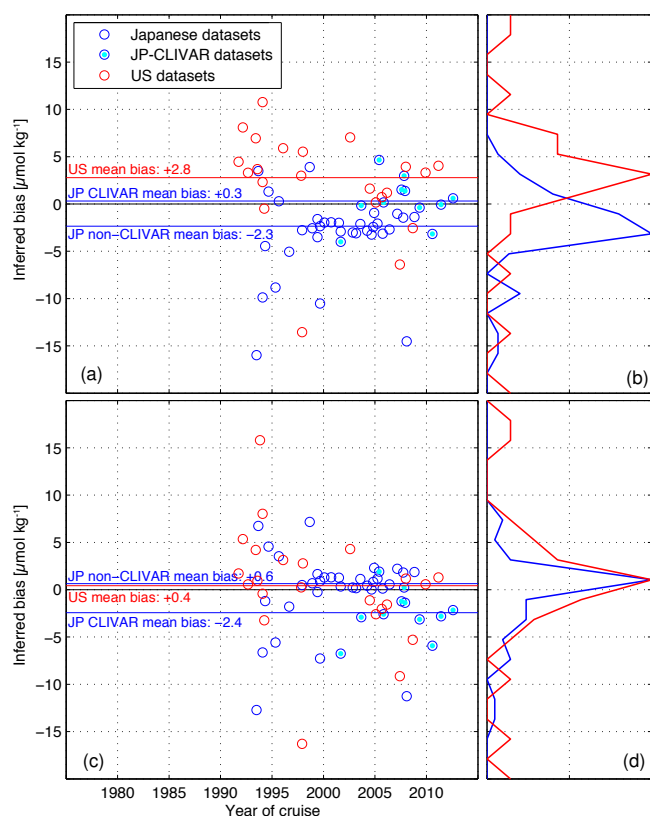 Japanese datasets
JP-CLIVAR datasets
US datasets
15
10
5
0
−5
−10
−15
Inferred bias [µmol kg⁻¹]
US mean bias: +2.8
JP CLIVAR mean bias: +0.3
JP non-CLIVAR mean bias: −2.3
(a)
(b)
15
10
5
0
−5
−10
−15
Inferred bias [µmol kg⁻¹]
JP non-CLIVAR mean bias: +0.6
US mean bias: +0.4
JP CLIVAR mean bias: −2.4
(c)
(d)
1980 1985 1990 1995 2000 2005 2010
Year of cruise